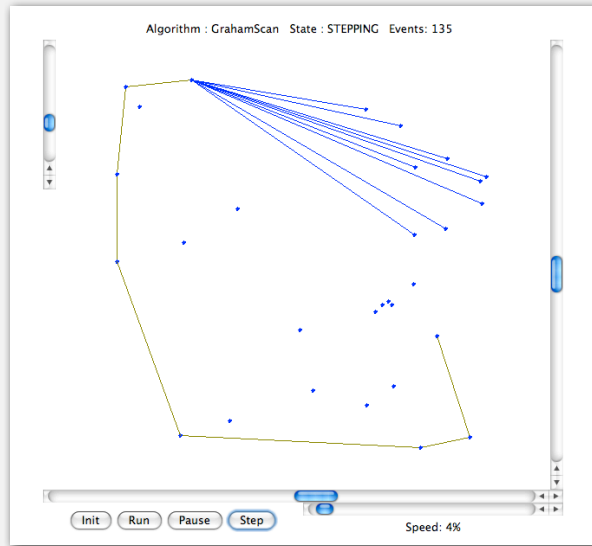 Algorithm : GrahamScan State : STEPPING Events: 135
Init Run Pause Step
Speed: 4%